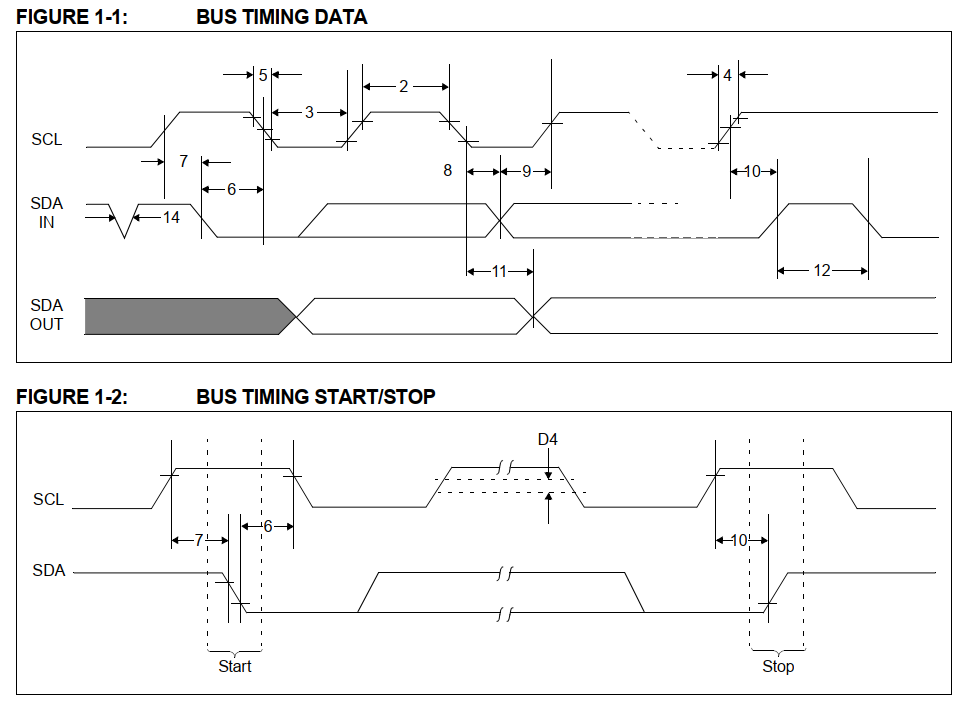 FIGURE 1-1: BUS TIMING DATA
5
4
2
3
SCL
7
8
9
10
6
SDA
IN
14
11
12
SDA
OUT
FIGURE 1-2: BUS TIMING START/STOP
D4
SCL
6
7
10
SDA
Start
Stop